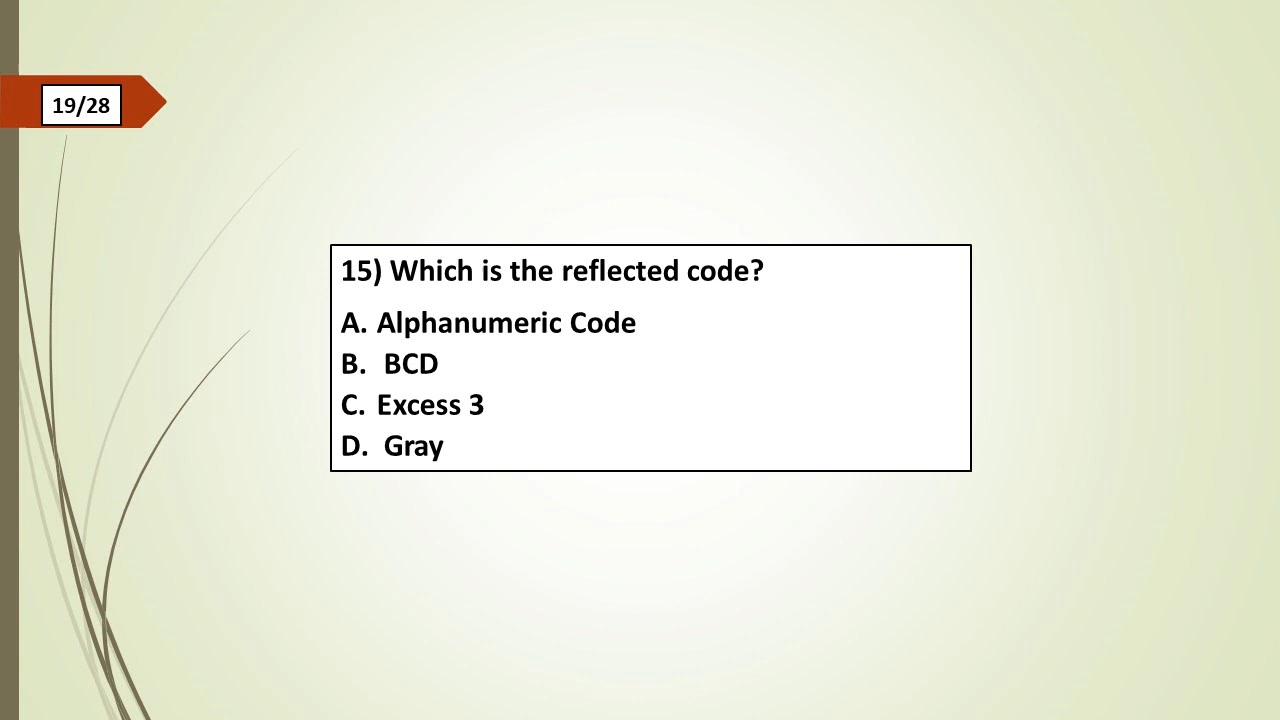 19/28
15) Which is the reflected code?
A. Alphanumeric Code
B. BCD
C. Excess 3
D. Gray